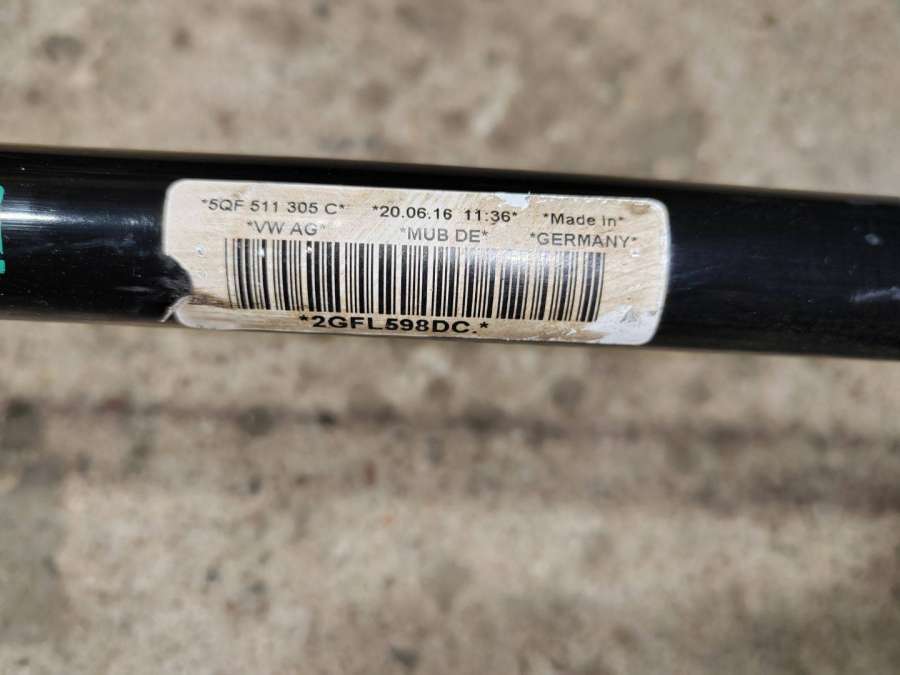 *5QF 511 305 C* *20.06.16 11:36* *Made in*
*VW AG* *MUB DE* *GERMANY*
*2GFL598DC.*